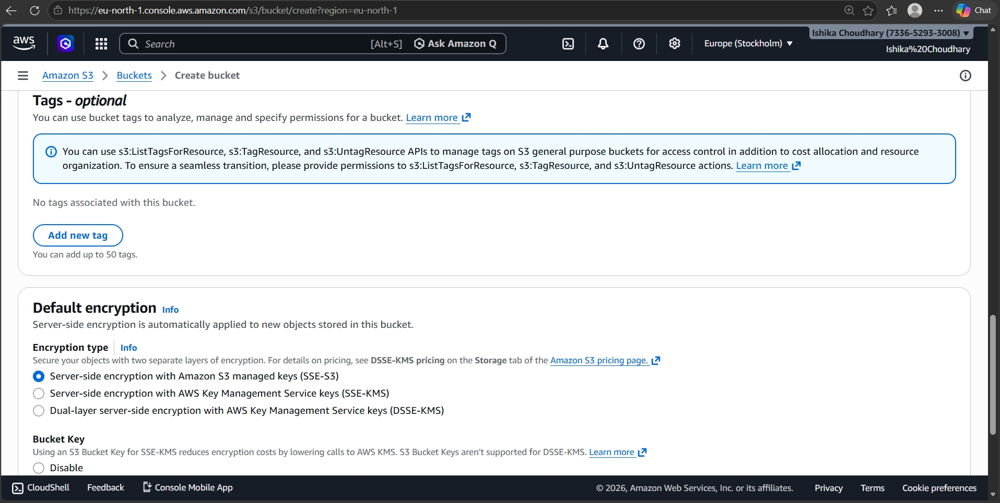 https://eu-north-1.console.aws.amazon.com/s3/bucket/create?region=eu-north-1
Chat
aws
Search
[Alt+S]
Ask Amazon Q
Europe (Stockholm)
Ishika Choudhary (7336-5293-3008)
Ishika%20Choudhary
Amazon S3
Buckets
Create bucket
Tags - optional
You can use bucket tags to analyze, manage and specify permissions for a bucket. Learn more
You can use s3:ListTagsForResource, s3:TagResource, and s3:UntagResource APIs to manage tags on S3 general purpose buckets for access control in addition to cost allocation and resource
organization. To ensure a seamless transition, please provide permissions to s3:ListTagsForResource, s3:TagResource, and s3:UntagResource actions. Learn more
No tags associated with this bucket.
Add new tag
You can add up to 50 tags.
Default encryption Info
Server-side encryption is automatically applied to new objects stored in this bucket.
Encryption type Info
Secure your objects with two separate layers of encryption. For details on pricing, see DSSE-KMS pricing on the Storage tab of the Amazon S3 pricing page.
Server-side encryption with Amazon S3 managed keys (SSE-S3)
Server-side encryption with AWS Key Management Service keys (SSE-KMS)
Dual-layer server-side encryption with AWS Key Management Service keys (DSSE-KMS)
Bucket Key
Using an S3 Bucket Key for SSE-KMS reduces encryption costs by lowering calls to AWS KMS. S3 Bucket Keys aren't supported for DSSE-KMS. Learn more
Disable
CloudShell
Feedback
Console Mobile App
© 2026, Amazon Web Services, Inc. or its affiliates.
Privacy
Terms
Cookie preferences